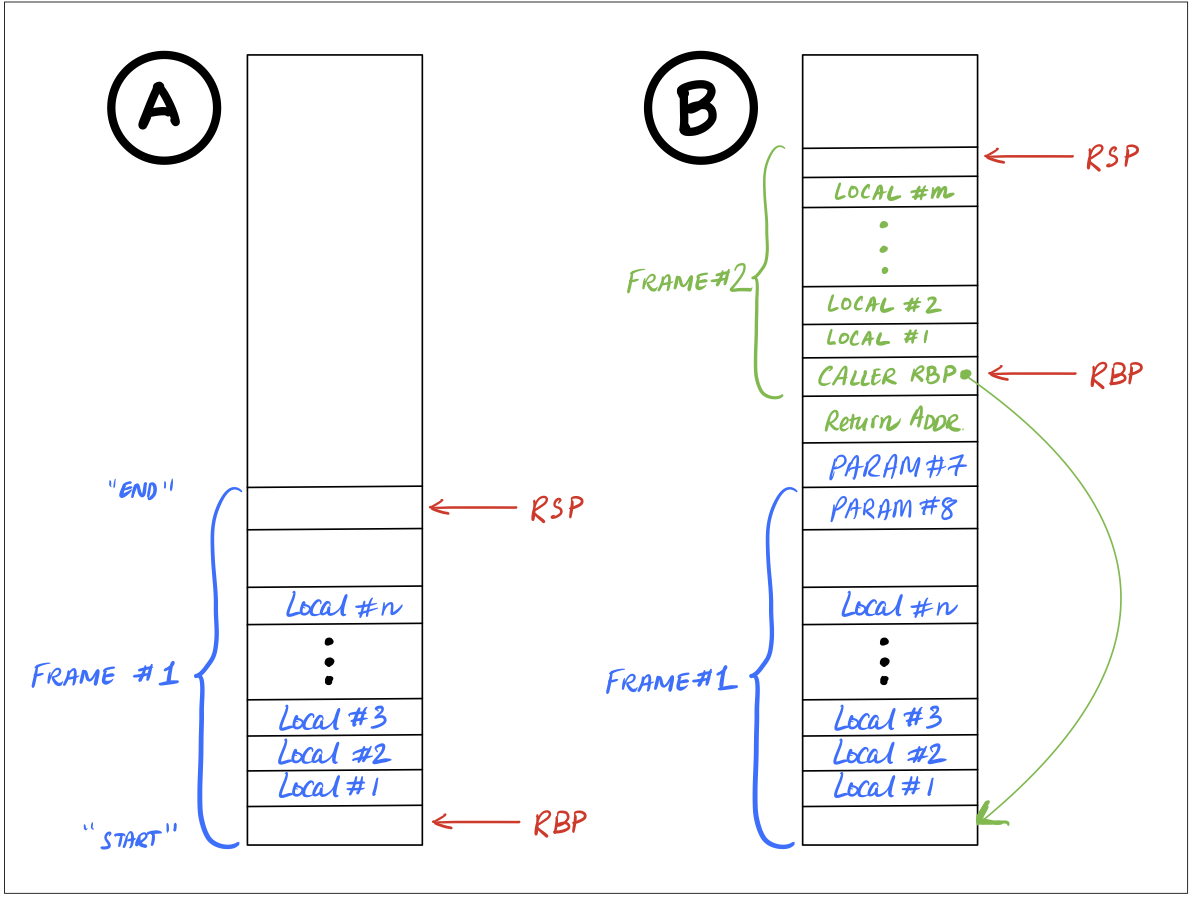 A
"END"
RSP
Local #n
FRAME #1
Local #3
Local #2
Local #1
"START"
RBP
B
RSP
LOCAL #m
FRAME #2
LOCAL #2
LOCAL #1
CALLER RBP
RBP
Return ADDR.
PARAM #7
PARAM #8
Local #n
FRAME #1
Local #3
Local #2
Local #1